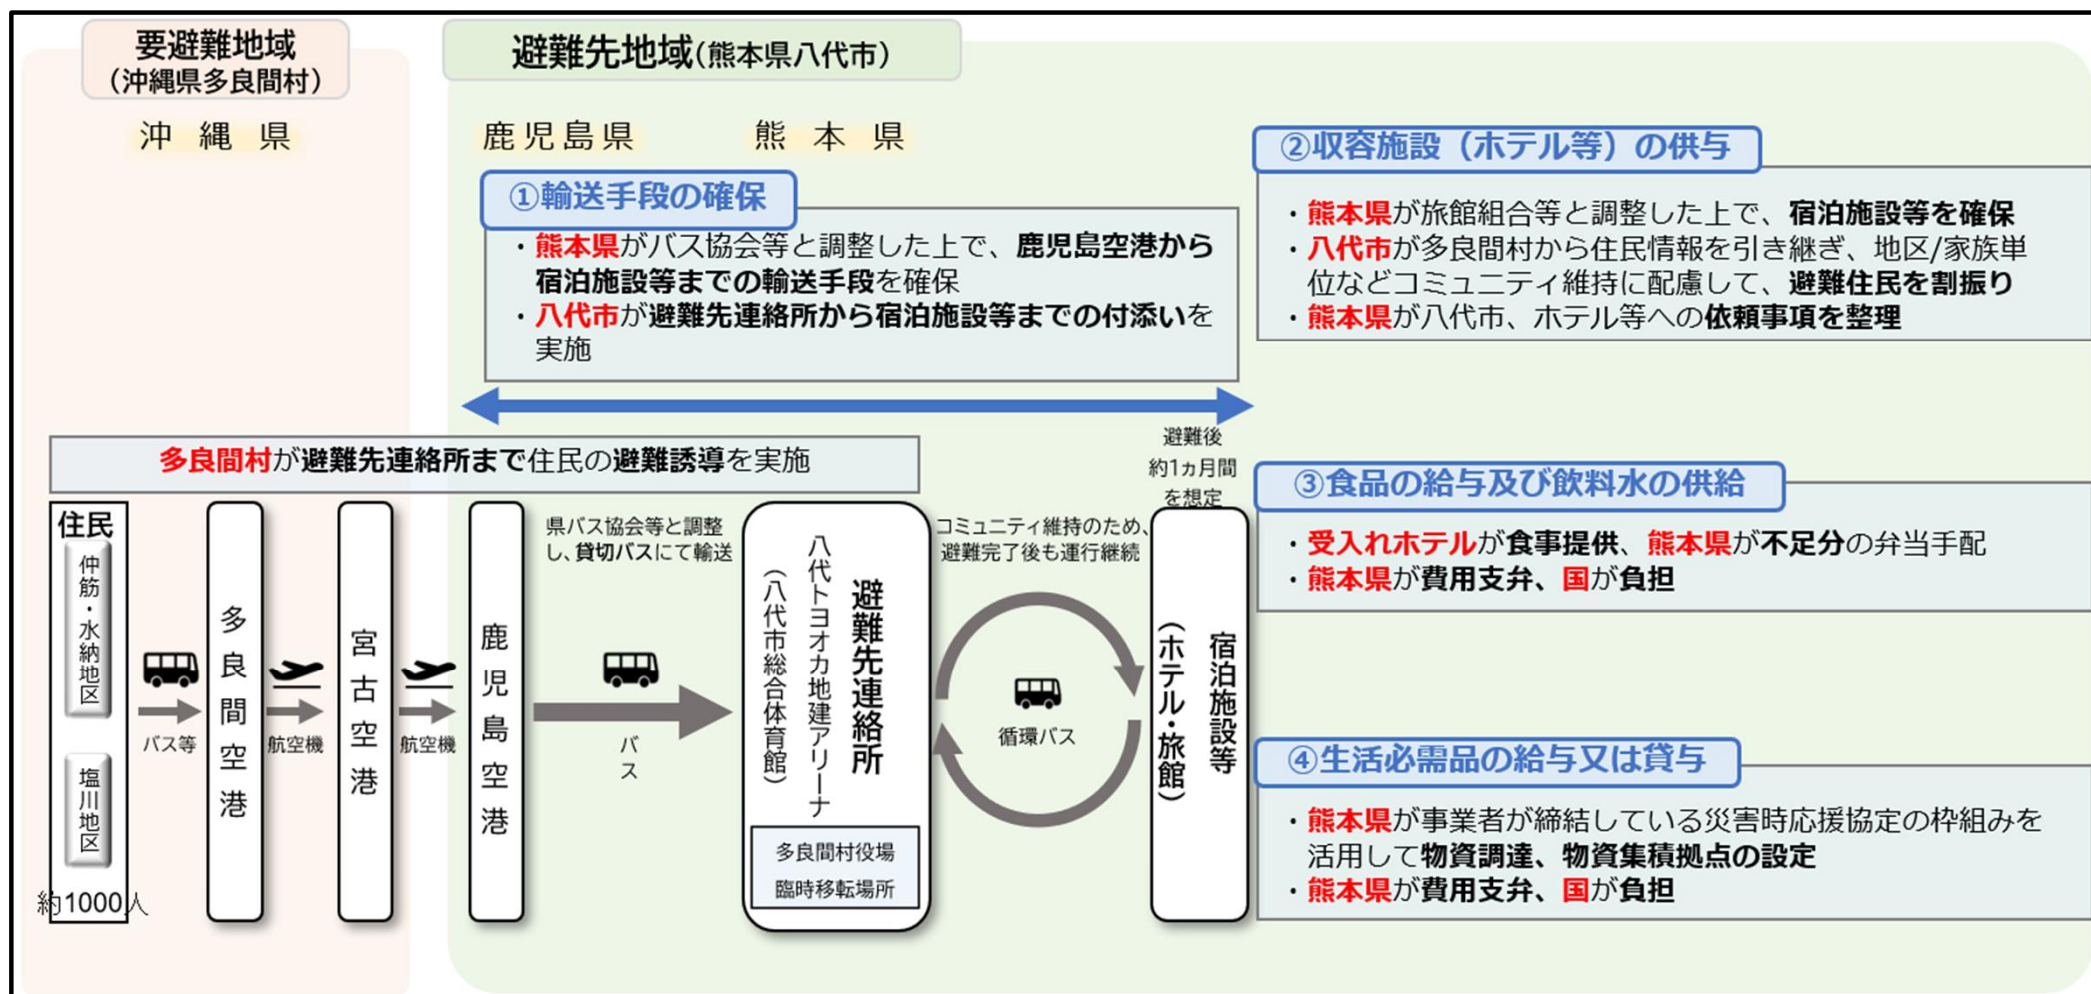 要避難地域
（沖縄県多良間村）
避難先地域(熊本県八代市)
沖縄県
鹿児島県
熊本県
①輸送手段の確保
・熊本県がバス協会等と調整した上で、鹿児島空港から
宿泊施設等までの輸送手段を確保
・八代市が避難先連絡所から宿泊施設等までの付添いを
実施
②収容施設（ホテル等）の供与
・熊本県が旅館組合等と調整した上で、宿泊施設等を確保
・八代市が多良間村から住民情報を引き継ぎ、地区/家族単
位などコミュニティ維持に配慮して、避難住民を割振り
・熊本県が八代市、ホテル等への依頼事項を整理
多良間村が避難先連絡所まで住民の避難誘導を実施
避難後
約1ヵ月間
を想定
住民
仲筋・水納地区
塩川地区
約1000人
バス等
多良間空港
航空機
宮古空港
航空機
鹿児島空港
県バス協会等と調整
し、貸切バスにて輸送
バス
避難先連絡所
八代トヨオカ地建アリーナ
（八代市総合体育館）
多良間村役場
臨時移転場所
コミュニティ維持のため、
避難完了後も運行継続
循環バス
宿泊施設等
（ホテル・旅館）
③食品の給与及び飲料水の供給
・受入れホテルが食事提供、熊本県が不足分の弁当手配
・熊本県が費用支弁、国が負担
④生活必需品の給与又は貸与
・熊本県が事業者が締結している災害時応援協定の枠組みを
活用して物資調達、物資集積拠点の設定
・熊本県が費用支弁、国が負担